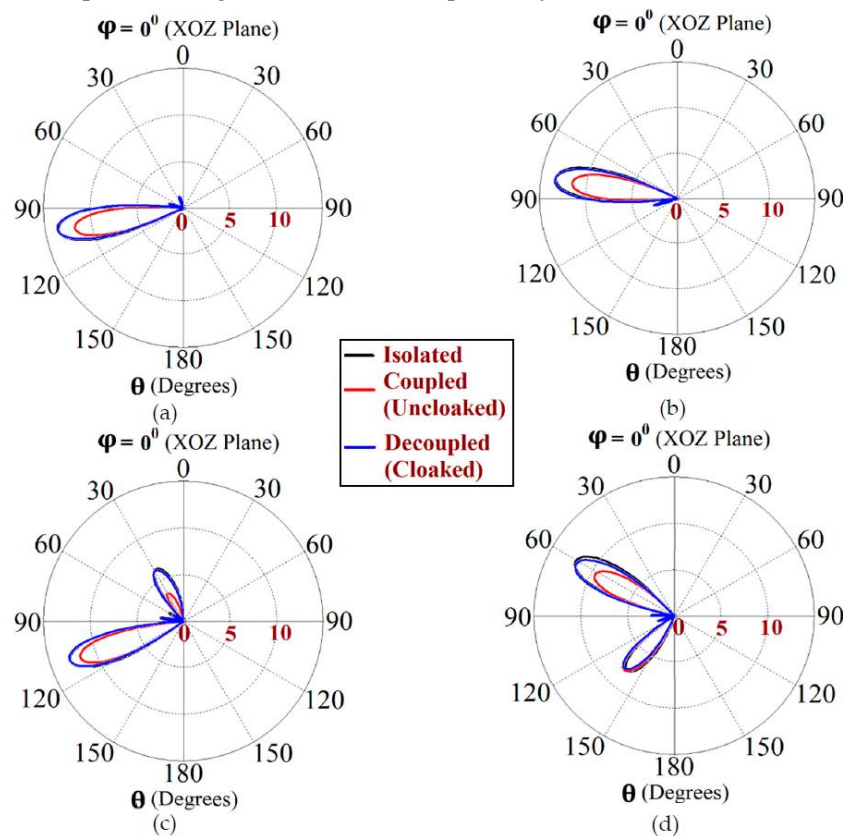 φ = 0⁰ (XOZ Plane)
0
30 30
60 60
90 90
0 5 10
120 120
150 150
180
θ (Degrees)
(a)
φ = 0⁰ (XOZ Plane)
0
30 30
60 60
90 90
0 5 10
120 120
150 150
180
θ (Degrees)
(b)
Isolated
Coupled
(Uncloaked)
Decoupled
(Cloaked)
φ = 0⁰ (XOZ Plane)
0
30 30
60 60
90 90
0 5 10
120 120
150 150
180
θ (Degrees)
(c)
φ = 0⁰ (XOZ Plane)
0
30 30
60 60
90 90
0 5 10
120 120
150 150
180
θ (Degrees)
(d)